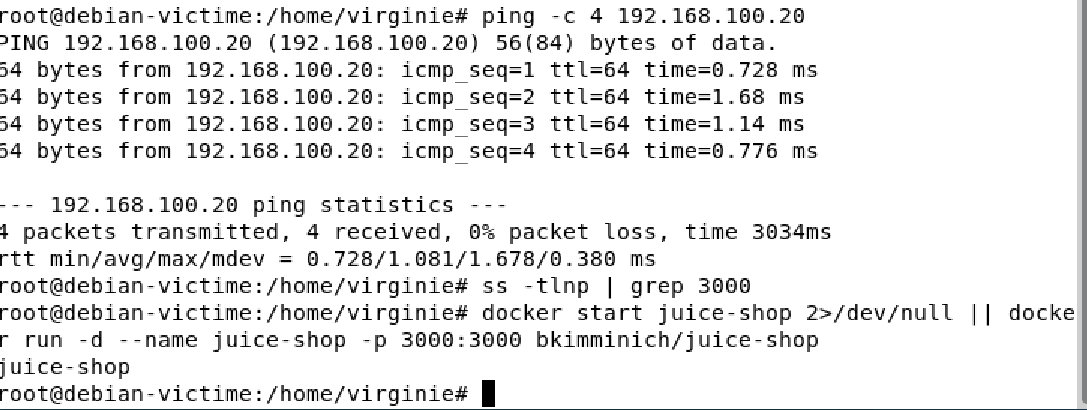 root@debian-victime:/home/virginie# ping -c 4 192.168.100.20
PING 192.168.100.20 (192.168.100.20) 56(84) bytes of data.
64 bytes from 192.168.100.20: icmp_seq=1 ttl=64 time=0.728 ms
64 bytes from 192.168.100.20: icmp_seq=2 ttl=64 time=1.68 ms
64 bytes from 192.168.100.20: icmp_seq=3 ttl=64 time=1.14 ms
64 bytes from 192.168.100.20: icmp_seq=4 ttl=64 time=0.776 ms
--- 192.168.100.20 ping statistics ---
4 packets transmitted, 4 received, 0% packet loss, time 3034ms
rtt min/avg/max/mdev = 0.728/1.081/1.678/0.380 ms
root@debian-victime:/home/virginie# ss -tlnp | grep 3000
root@debian-victime:/home/virginie# docker start juice-shop 2>/dev/null || docke
r run -d --name juice-shop -p 3000:3000 bkimminich/juice-shop
juice-shop
root@debian-victime:/home/virginie#